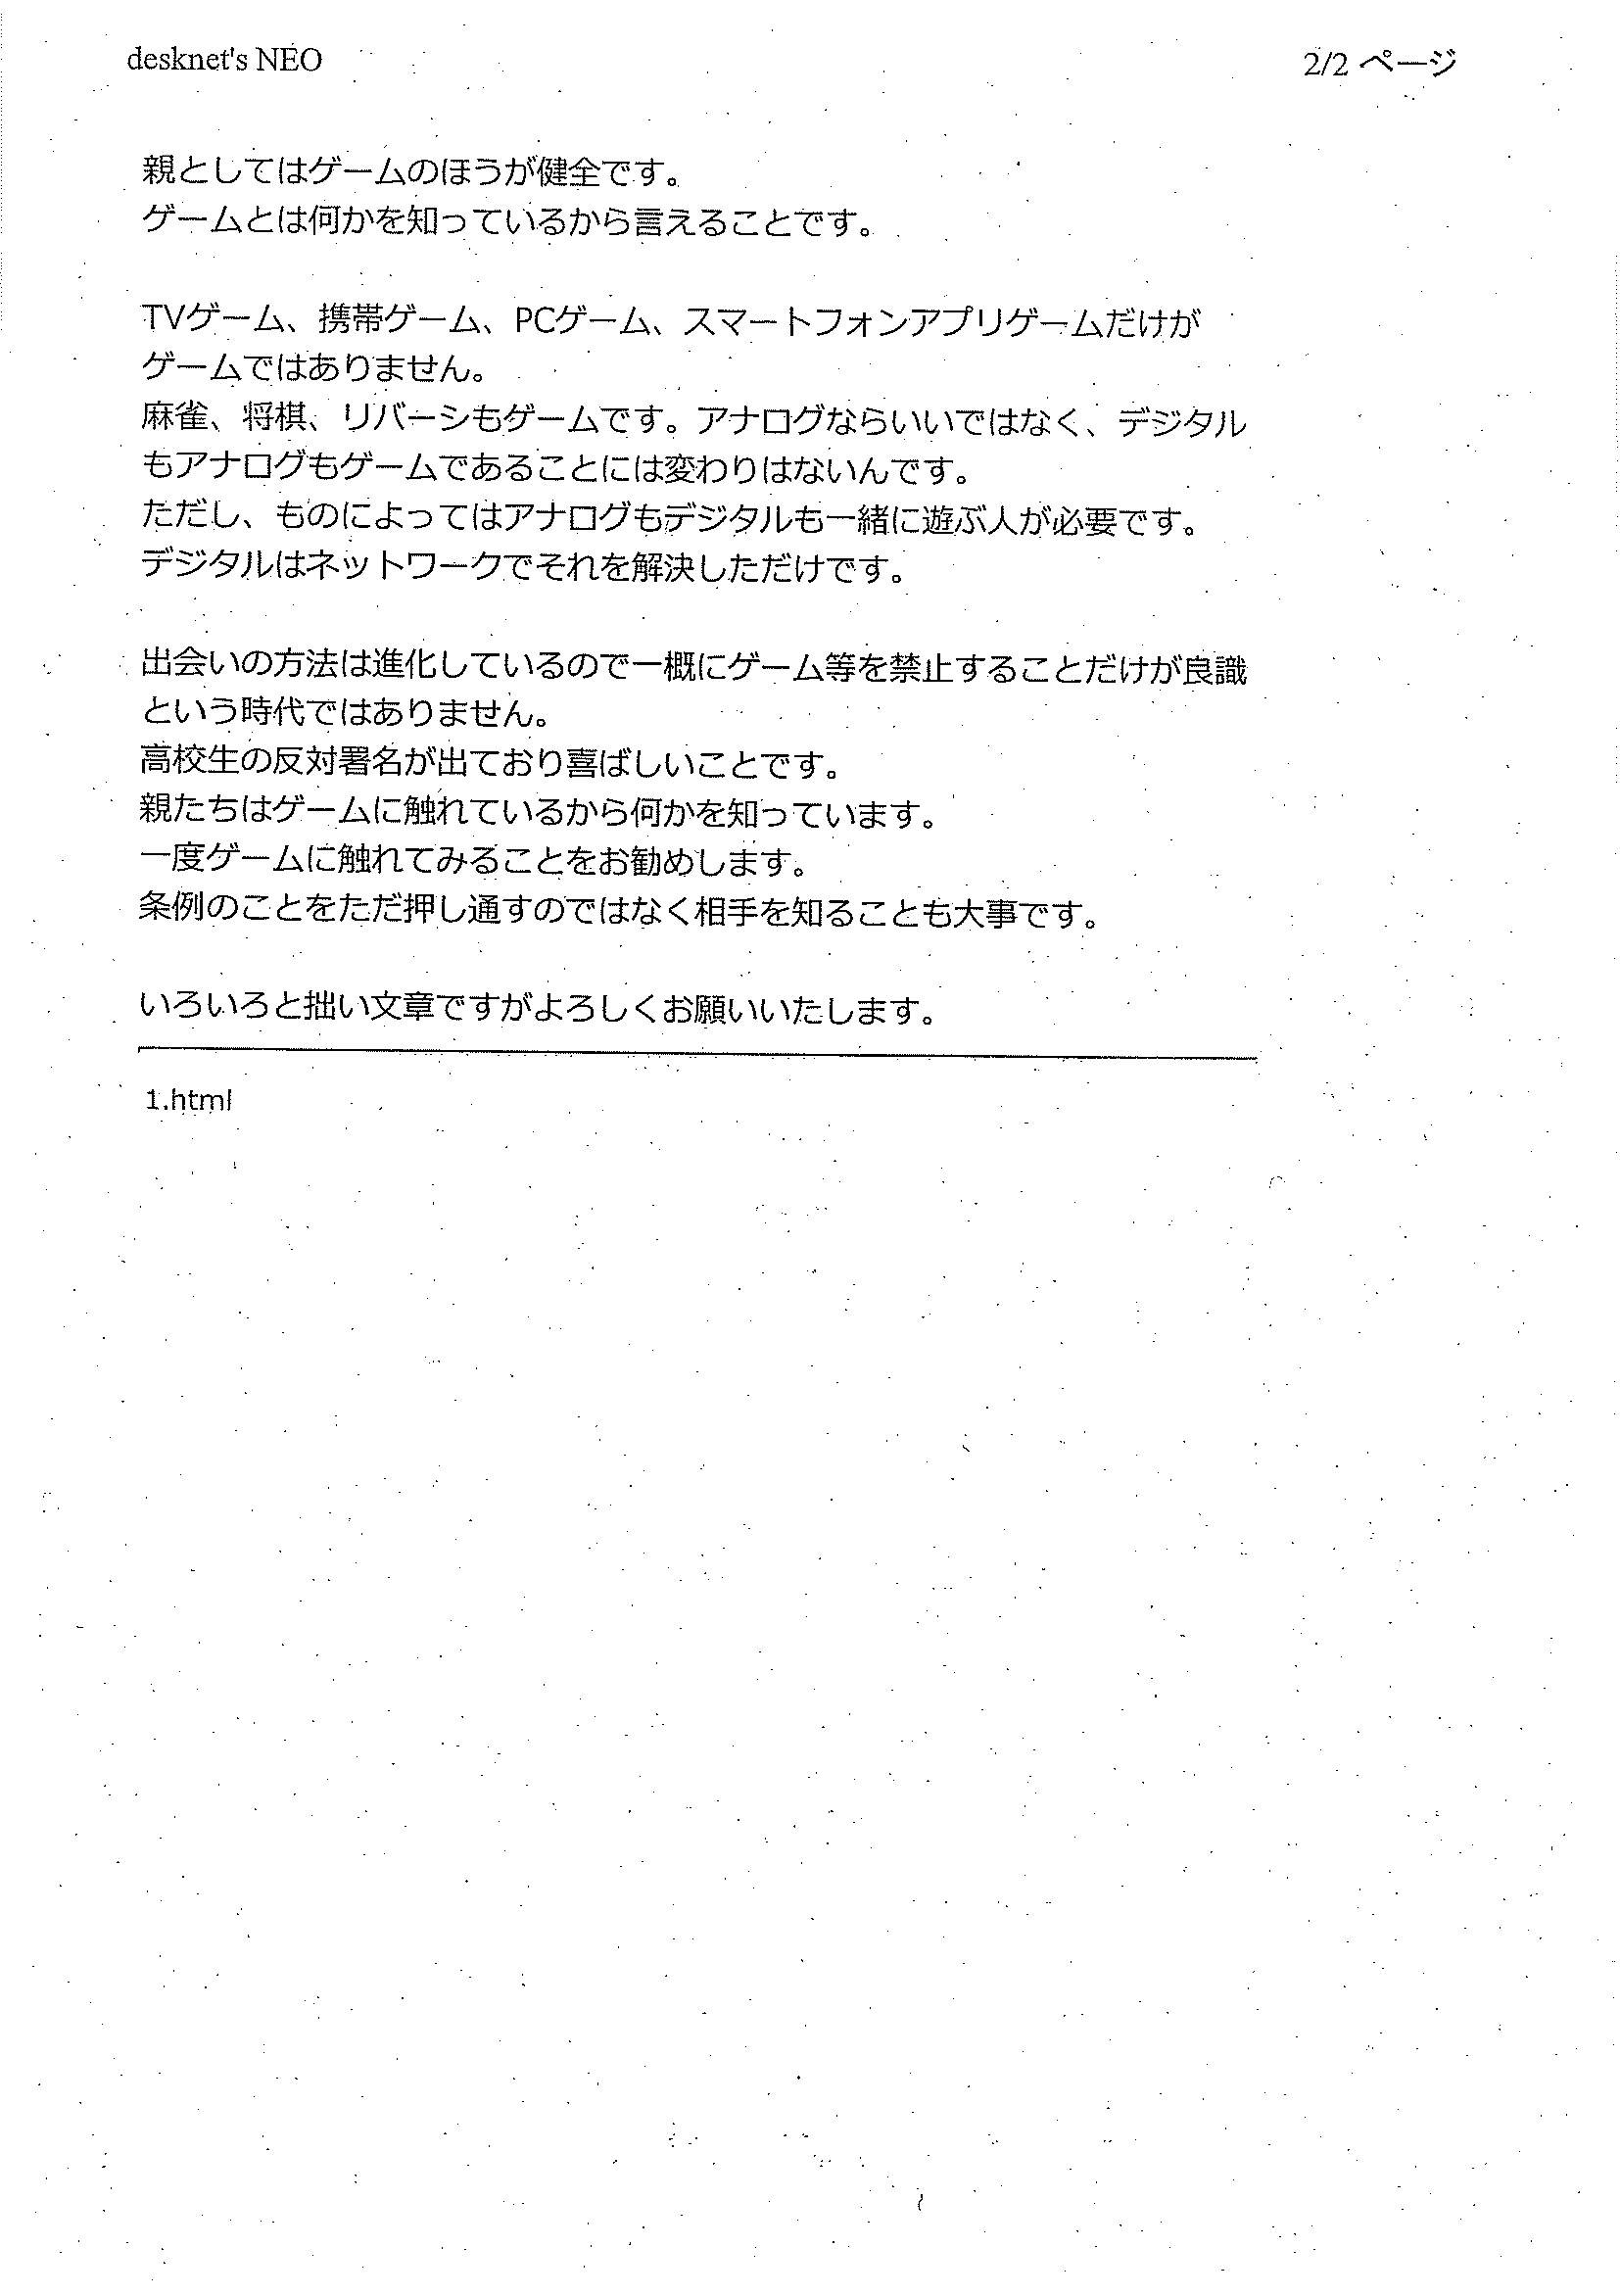 desknet's NEO
2/2 ページ
親としてはゲームのほうが健全です。
ゲームとは何かを知っているから言えることです。
TVゲーム、携帯ゲーム、PCゲーム、スマートフォンアプリゲームだけが
ゲームではありません。
麻雀、将棋、リバーシもゲームです。アナログならいいではなく、デジタル
もアナログもゲームであることには変わりはないんです。
ただし、ものによってはアナログもデジタルも一緒に遊ぶ人が必要です。
デジタルはネットワークでそれを解決しただけです。
出会いの方法は進化しているので一概にゲーム等を禁止することだけが良識
という時代ではありません。
高校生の反対署名が出ており喜ばしいことです。
親たちはゲームに触れているから何かを知っています。
一度ゲームに触れてみることをお勧めします。
条例のことをただ押し通すのではなく相手を知ることも大事です。
いろいろと拙い文章ですがよろしくお願いいたします。
1.html